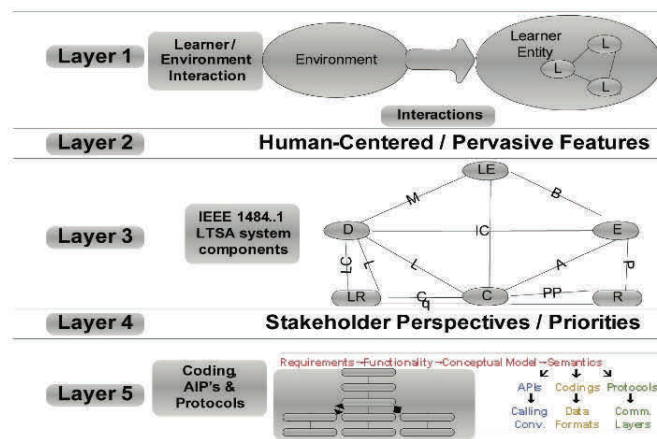 Layer 1
Learner/
Environment
Interaction
Environment
Learner
Entity
L
L
L
Interactions
Layer 2
Human-Centered / Pervasive Features
Layer 3
IEEE 1484..1
LTSA system
components
LE
M
B
D
IC
E
LC
L
L
A
P
LR
C
q
C
PP
R
Layer 4
Stakeholder Perspectives / Priorities
Layer 5
Coding,
AIP's &
Protocols
Requirements→Functionality→Conceptual Model→Semantics
APIs Codings Protocols
Calling Data Comm.
Conv. Formats Layers